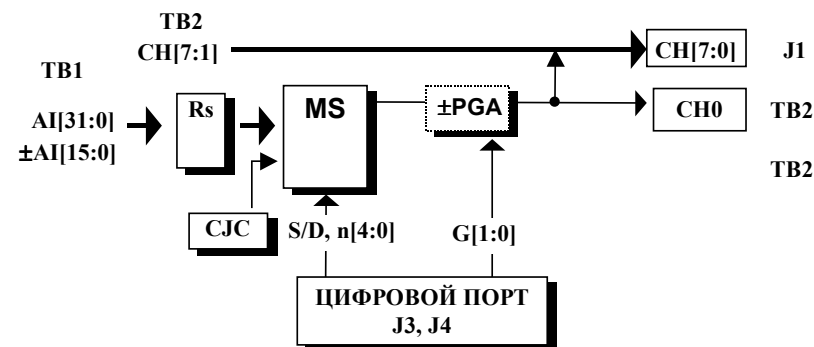 TB2
CH[7:1]
CH[7:0]
J1
TB1
AI[31:0]
±AI[15:0]
Rs
MS
±PGA
CH0
TB2
TB2
CJC
S/D, n[4:0]
G[1:0]
ЦИФРОВОЙ ПОРТ
J3, J4